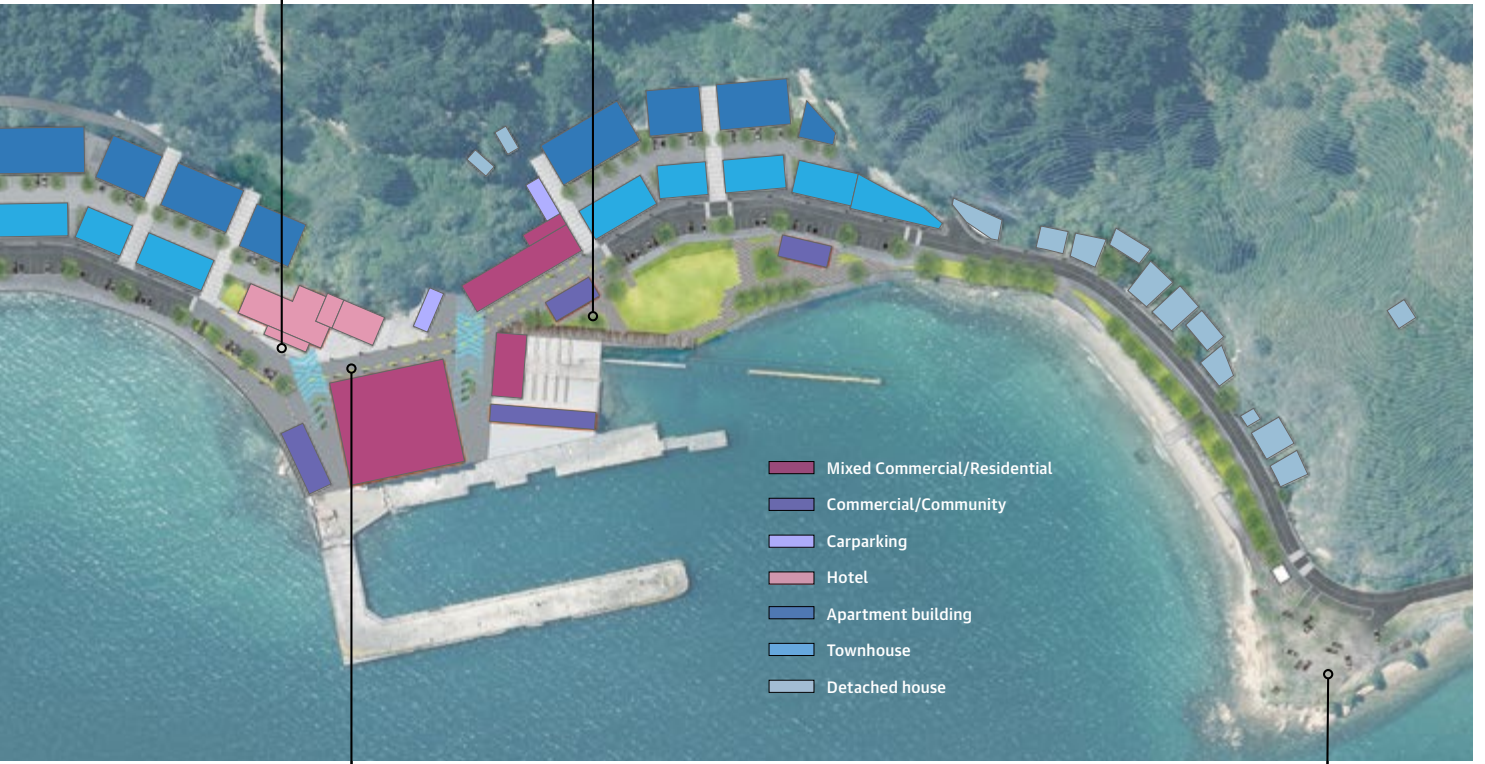 Mixed Commercial/Residential
Commercial/Community
Carparking
Hotel
Apartment building
Townhouse
Detached house